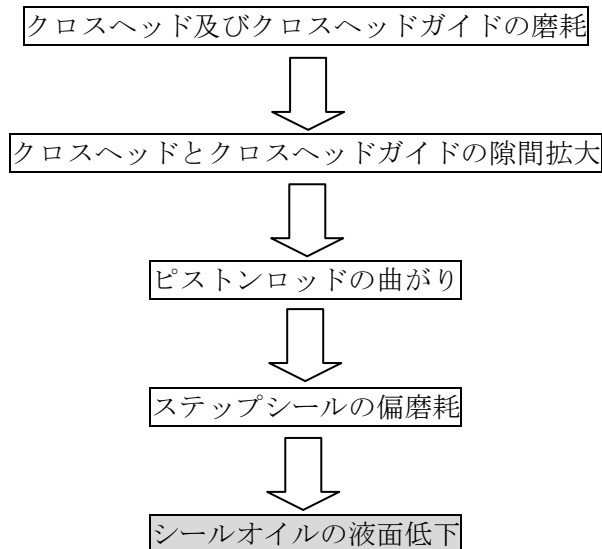 クロスヘッド及びクロスヘッドガイドの磨耗
クロスヘッドとクロスヘッドガイドの隙間拡大
ピストンロッドの曲がり
ステップシールの偏磨耗
シールオイルの液面低下